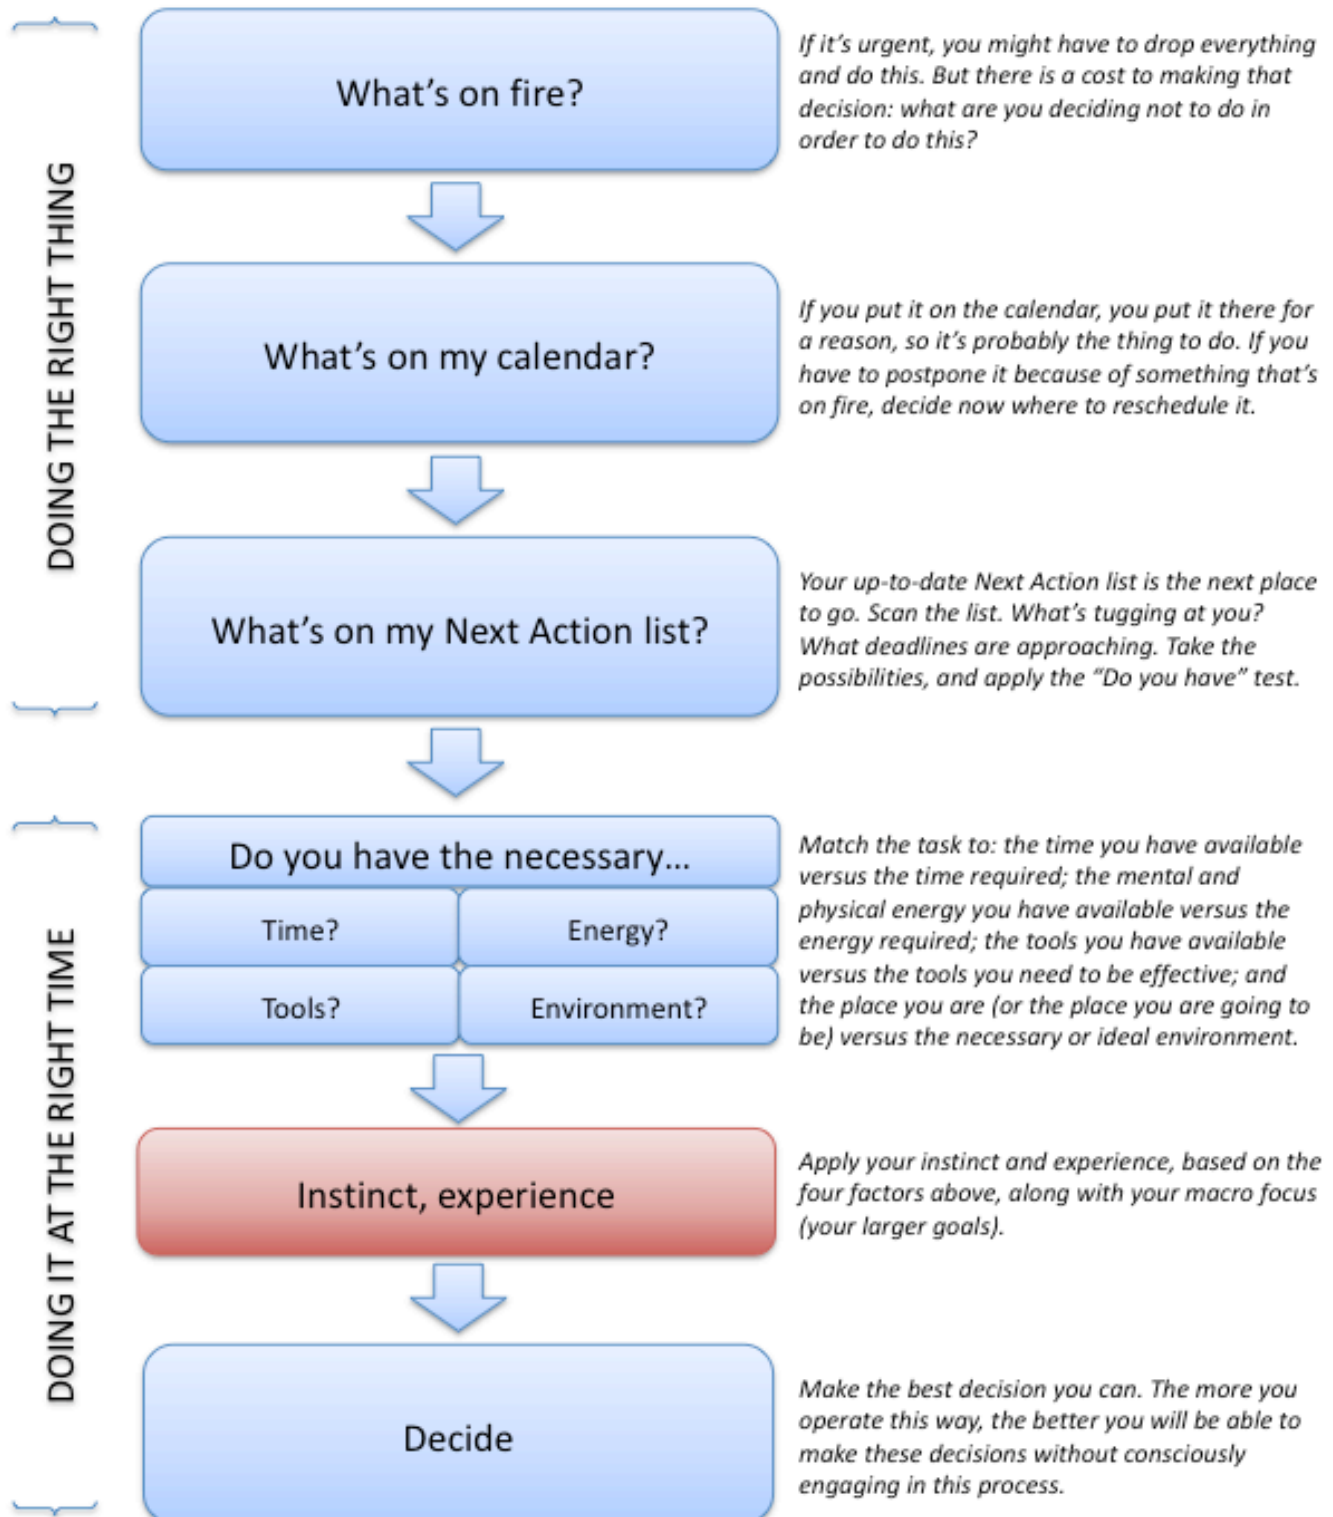 DOING THE RIGHT THING
What’s on fire?
If it’s urgent, you might have to drop everything
and do this. But there is a cost to making that
decision: what are you deciding not to do in
order to do this?
What’s on my calendar?
If you put it on the calendar, you put it there for
a reason, so it’s probably the thing to do. If you
have to postpone it because of something that’s
on fire, decide now where to reschedule it.
What’s on my Next Action list?
Your up-to-date Next Action list is the next place
to go. Scan the list. What’s tugging at you?
What deadlines are approaching. Take the
possibilities, and apply the “Do you have” test.
DOING IT AT THE RIGHT TIME
Do you have the necessary...
Time?
Energy?
Tools?
Environment?
Match the task to: the time you have available
versus the time required; the mental and
physical energy you have available versus the
energy required; the tools you have available
versus the tools you need to be effective; and
the place you are (or the place you are going to
be) versus the necessary or ideal environment.
Instinct, experience
Apply your instinct and experience, based on the
four factors above, along with your macro focus
(your larger goals).
Decide
Make the best decision you can. The more you
operate this way, the better you will be able to
make these decisions without consciously
engaging in this process.